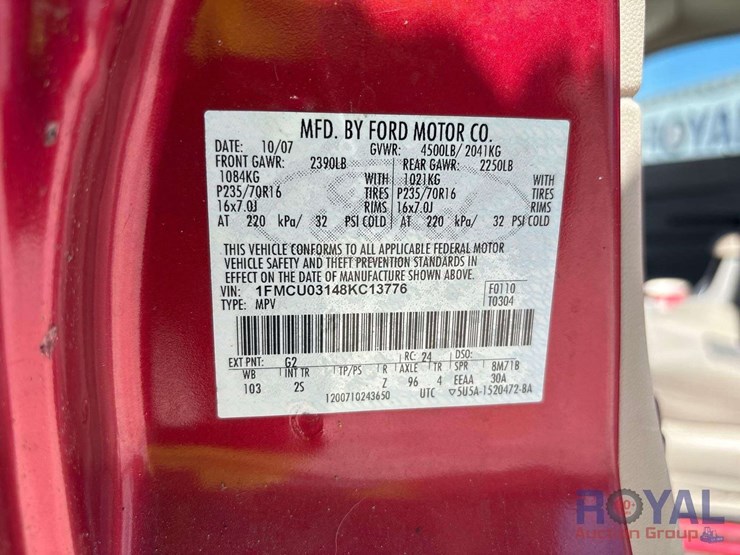 MFD. BY FORD MOTOR CO.
DATE: 10/07 GVWR: 4500LB/ 2041KG
FRONT GAWR: 2390LB REAR GAWR: 2250LB
1084KG WITH 1021KG WITH
P235/70R16 TIRES P235/70R16 TIRES
16x7.0J RIMS 16x7.0J RIMS
AT 220 kPa/ 32 PSI COLD AT 220 kPa/ 32 PSI COLD
THIS VEHICLE CONFORMS TO ALL APPLICABLE FEDERAL MOTOR
VEHICLE SAFETY AND THEFT PREVENTION STANDARDS IN
EFFECT ON THE DATE OF MANUFACTURE SHOWN ABOVE.
VIN: 1FMCU03148KC13776 F0110
TYPE: MPV T0304
EXT PNT: G2 RC: 24 DSO:
WB INT TR TP/PS R AXLE TR SPR 8M71B
103 2S Z 96 4 EEAA 30A
1200710243650 UTC ▽5U5A-1520472-BA
ROYAL
ROYAL
Auction Group